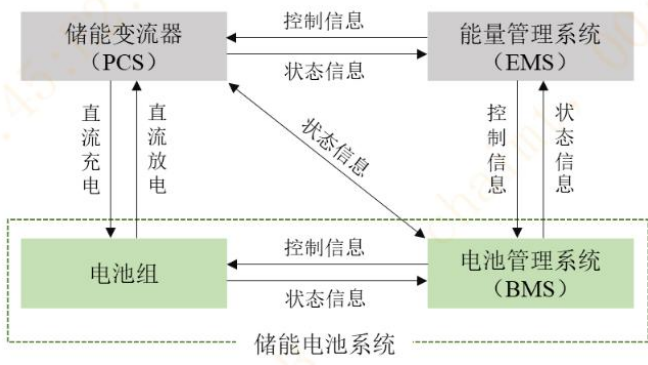 储能变流器
（PCS）
控制信息
状态信息
能量管理系统
（EMS）
直流充电
直流放电
状态信息
控制信息
状态信息
电池组
控制信息
状态信息
电池管理系统
（BMS）
储能电池系统